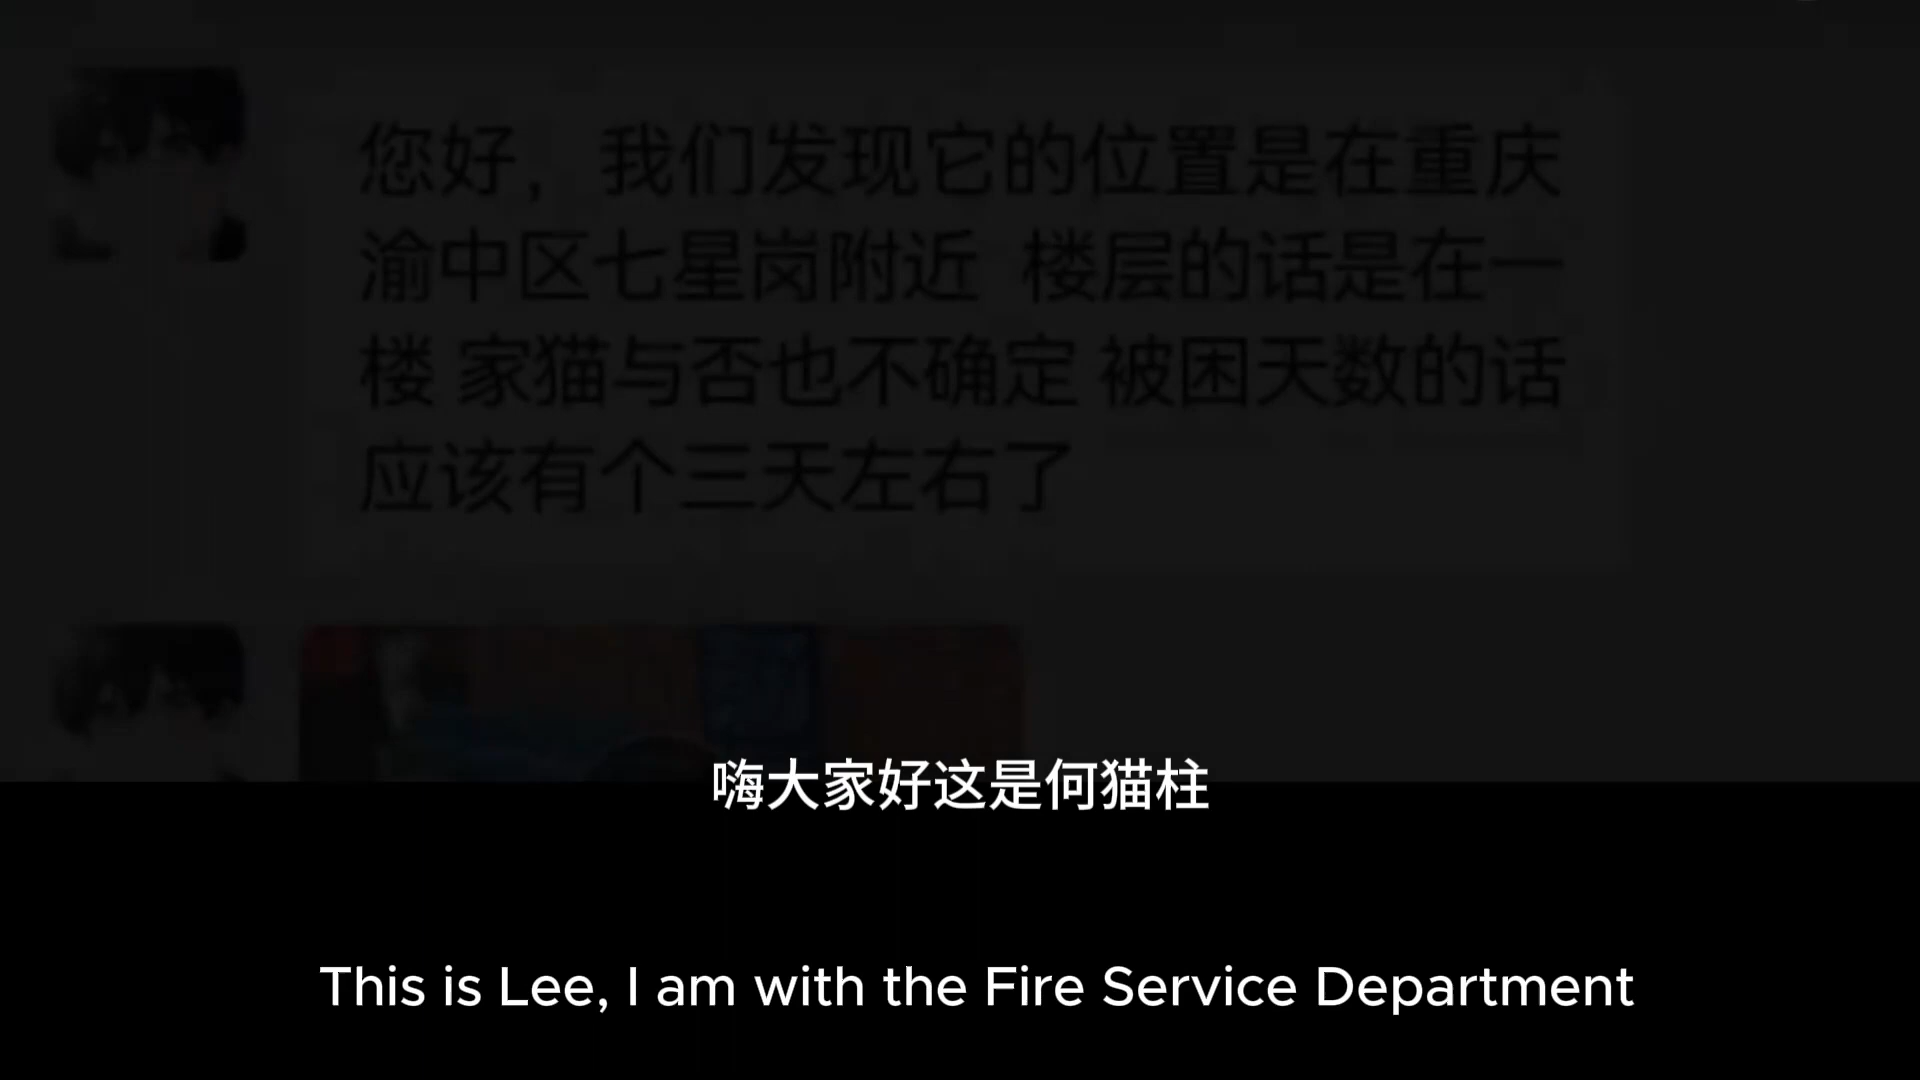 您好，我们发现它的位置是在重庆
渝中区七星岗附近 楼层的话是在一
楼 家猫与否也不确定 被困天数的话
应该有个三天左右了
嗨大家好这是何猫柱
This is Lee, I am with the Fire Service Department